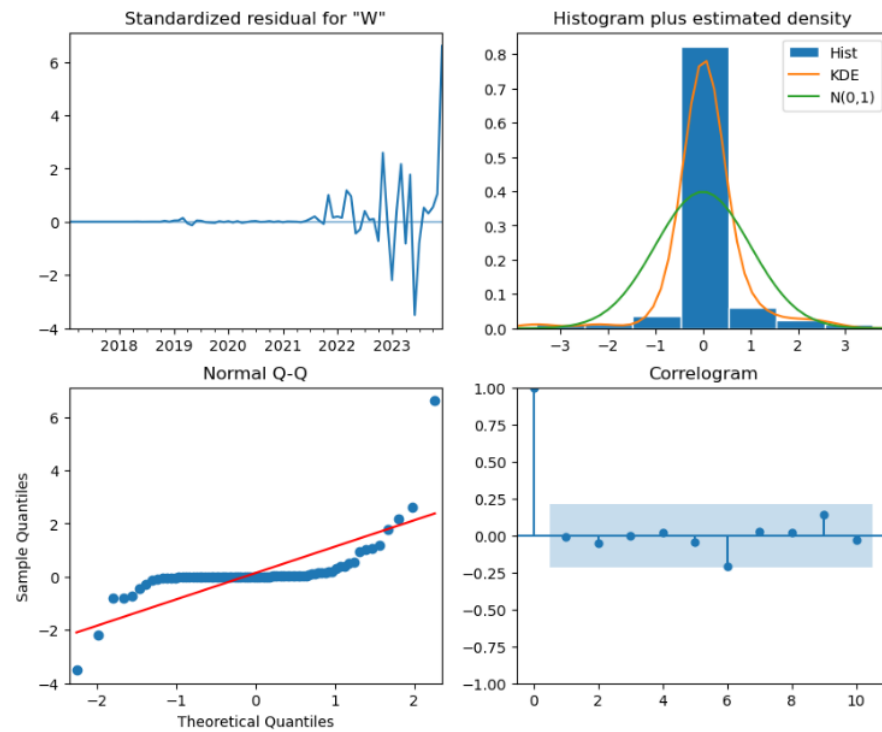 Standardized residual for "W"
6
4
2
0
−2
−4
2018 2019 2020 2021 2022 2023
Histogram plus estimated density
0.8
0.7
0.6
0.5
0.4
0.3
0.2
0.1
0.0
Hist
KDE
N(0,1)
−3 −2 −1 0 1 2 3
Normal Q-Q
Sample Quantiles
6
4
2
0
−2
−4
−2 −1 0 1 2
Theoretical Quantiles
Correlogram
1.00
0.75
0.50
0.25
0.00
−0.25
−0.50
−0.75
−1.00
0 2 4 6 8 10